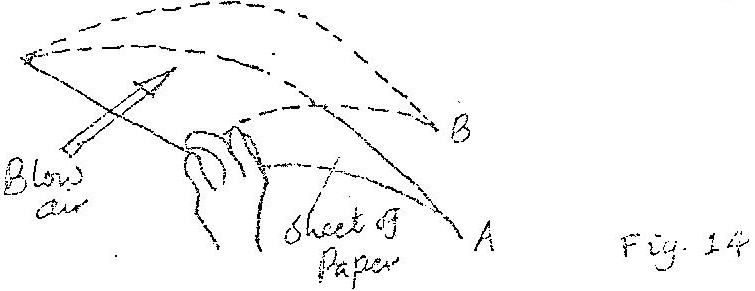 B
Blow
air
Sheet of
Paper
A
Fig. 14